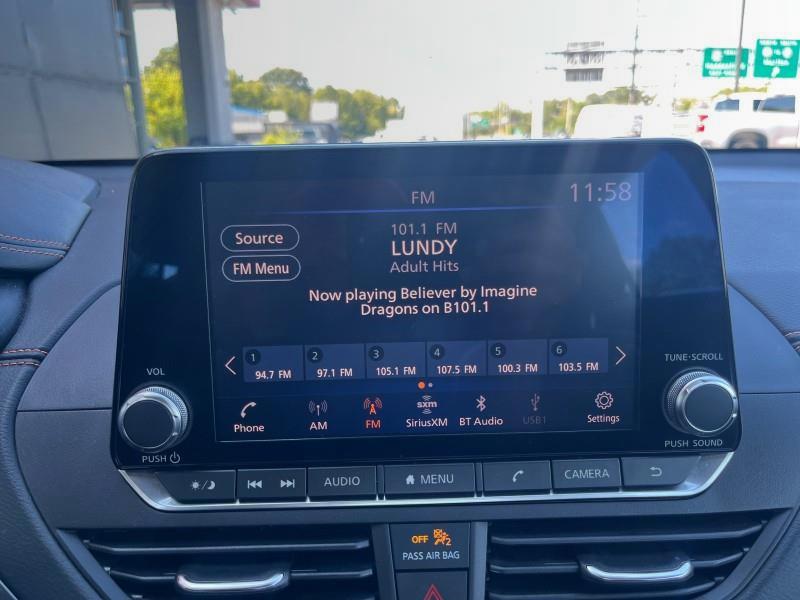 FM
11:58
Source
FM Menu
101.1 FM
LUNDY
Adult Hits
Now playing Believer by Imagine
Dragons on B101.1
1 2 3 4 5 6
94.7 FM 97.1 FM 105.1 FM 107.5 FM 100.3 FM 103.5 FM
Phone AM FM SiriusXM BT Audio USB1 Settings
sxm
VOL
PUSH
TUNE·SCROLL
PUSH SOUND
AUDIO MENU CAMERA
OFF 2
PASS AIR BAG